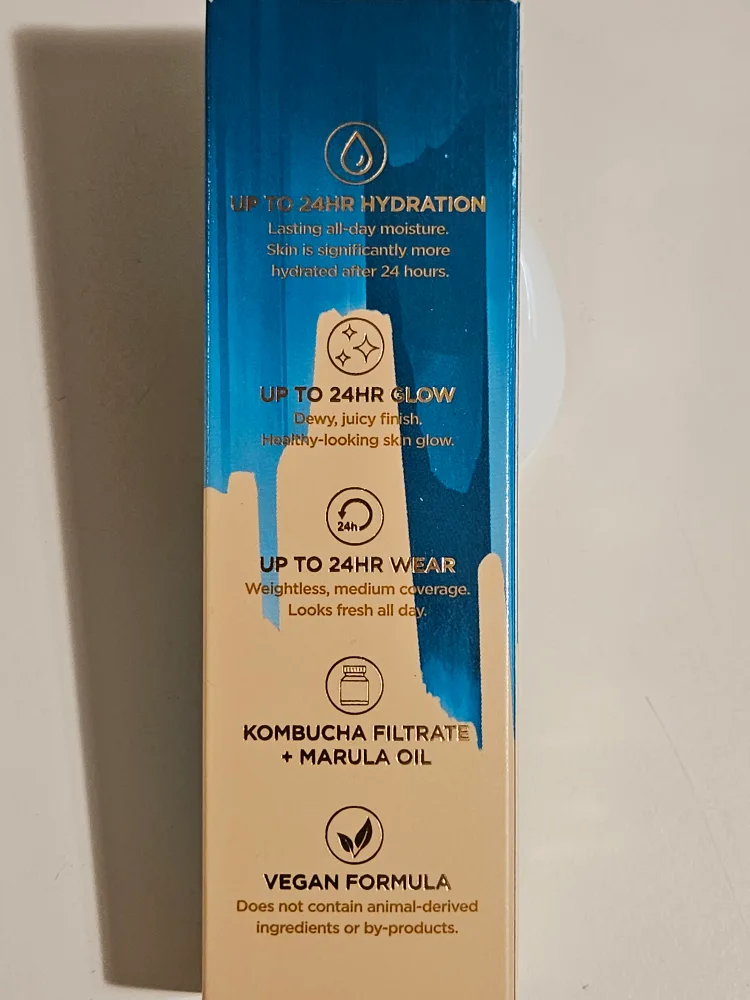 UP TO 24HR HYDRATION
Lasting all-day moisture.
Skin is significantly more
hydrated after 24 hours.
UP TO 24HR GLOW
Dewy, juicy finish.
Healthy-looking skin glow.
24h
UP TO 24HR WEAR
Weightless, medium coverage.
Looks fresh all day.
KOMBUCHA FILTRATE
+ MARULA OIL
VEGAN FORMULA
Does not contain animal-derived
ingredients or by-products.